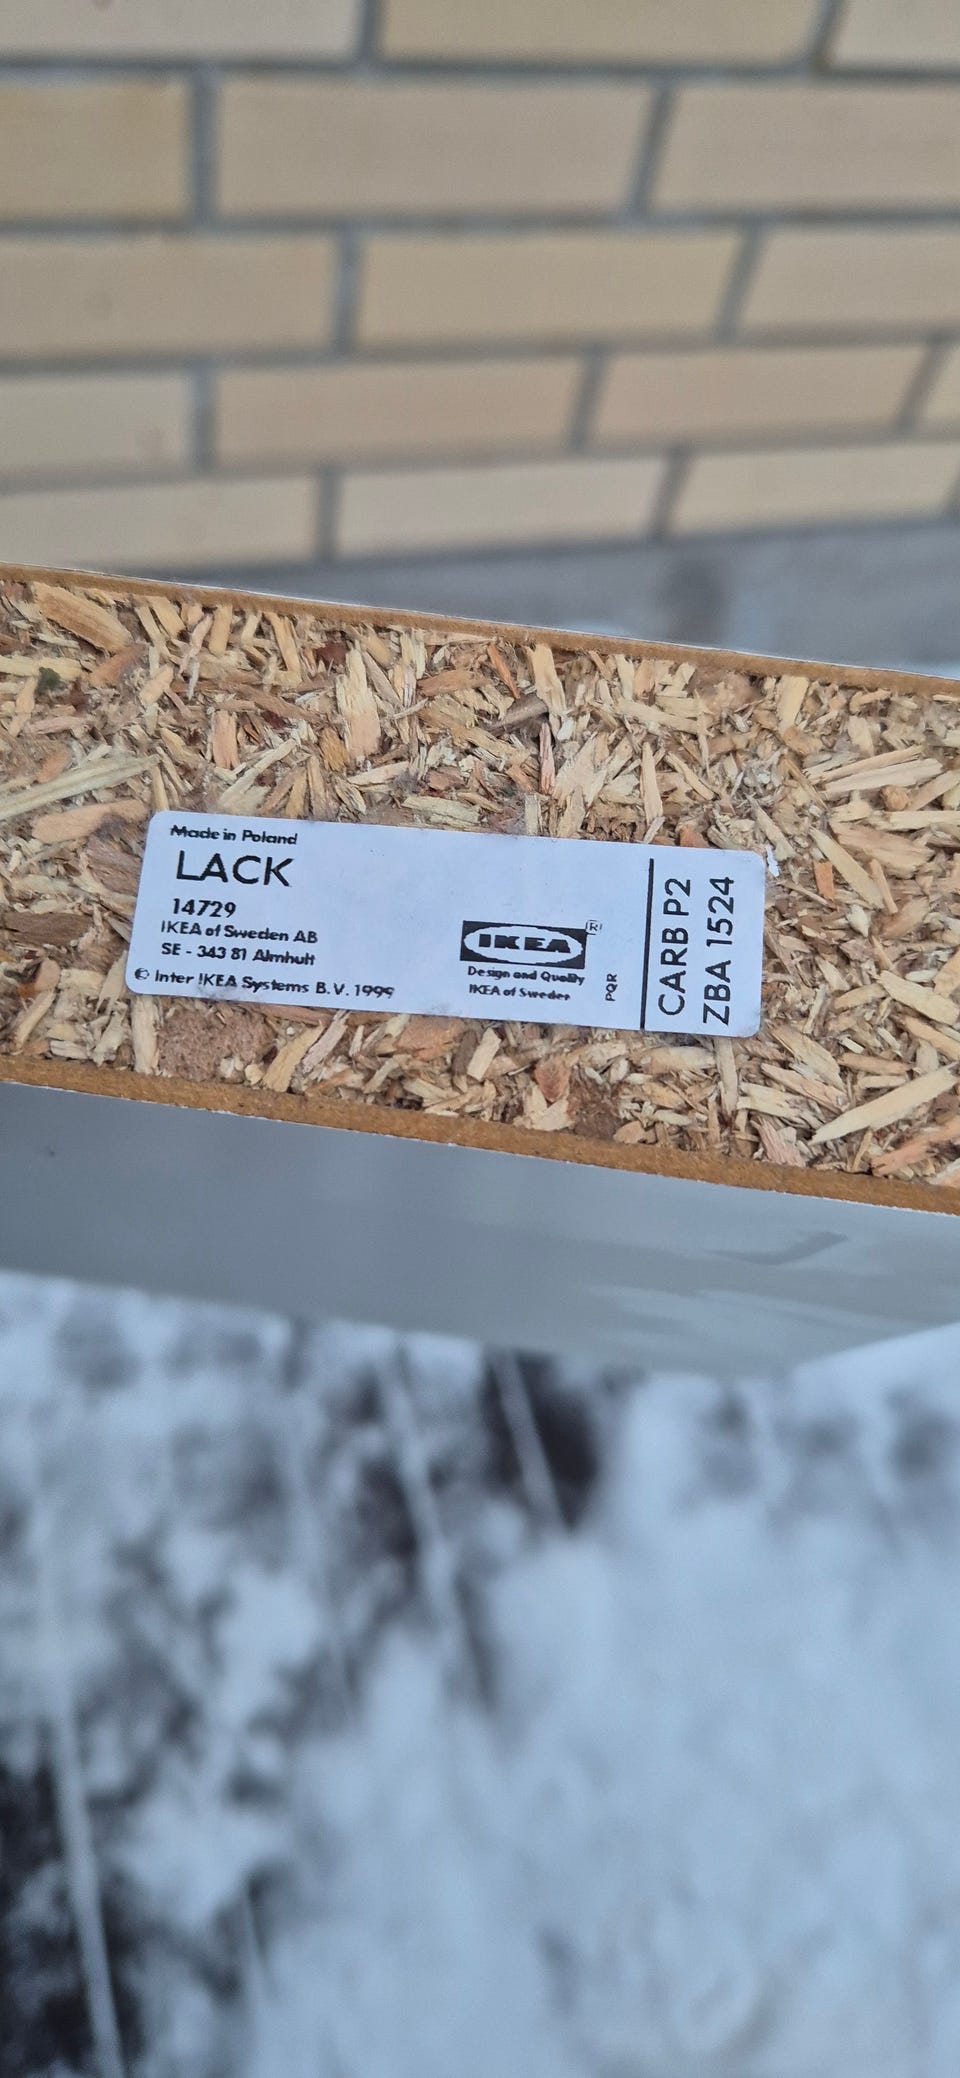 Made in Poland
LACK
14729
IKEA of Sweden AB
SE - 343 81 Almhult
© Inter IKEA Systems B.V. 1999
IKEA ®
Design and Quality
IKEA of Sweden
PQR
CARB P2
ZBA 1524